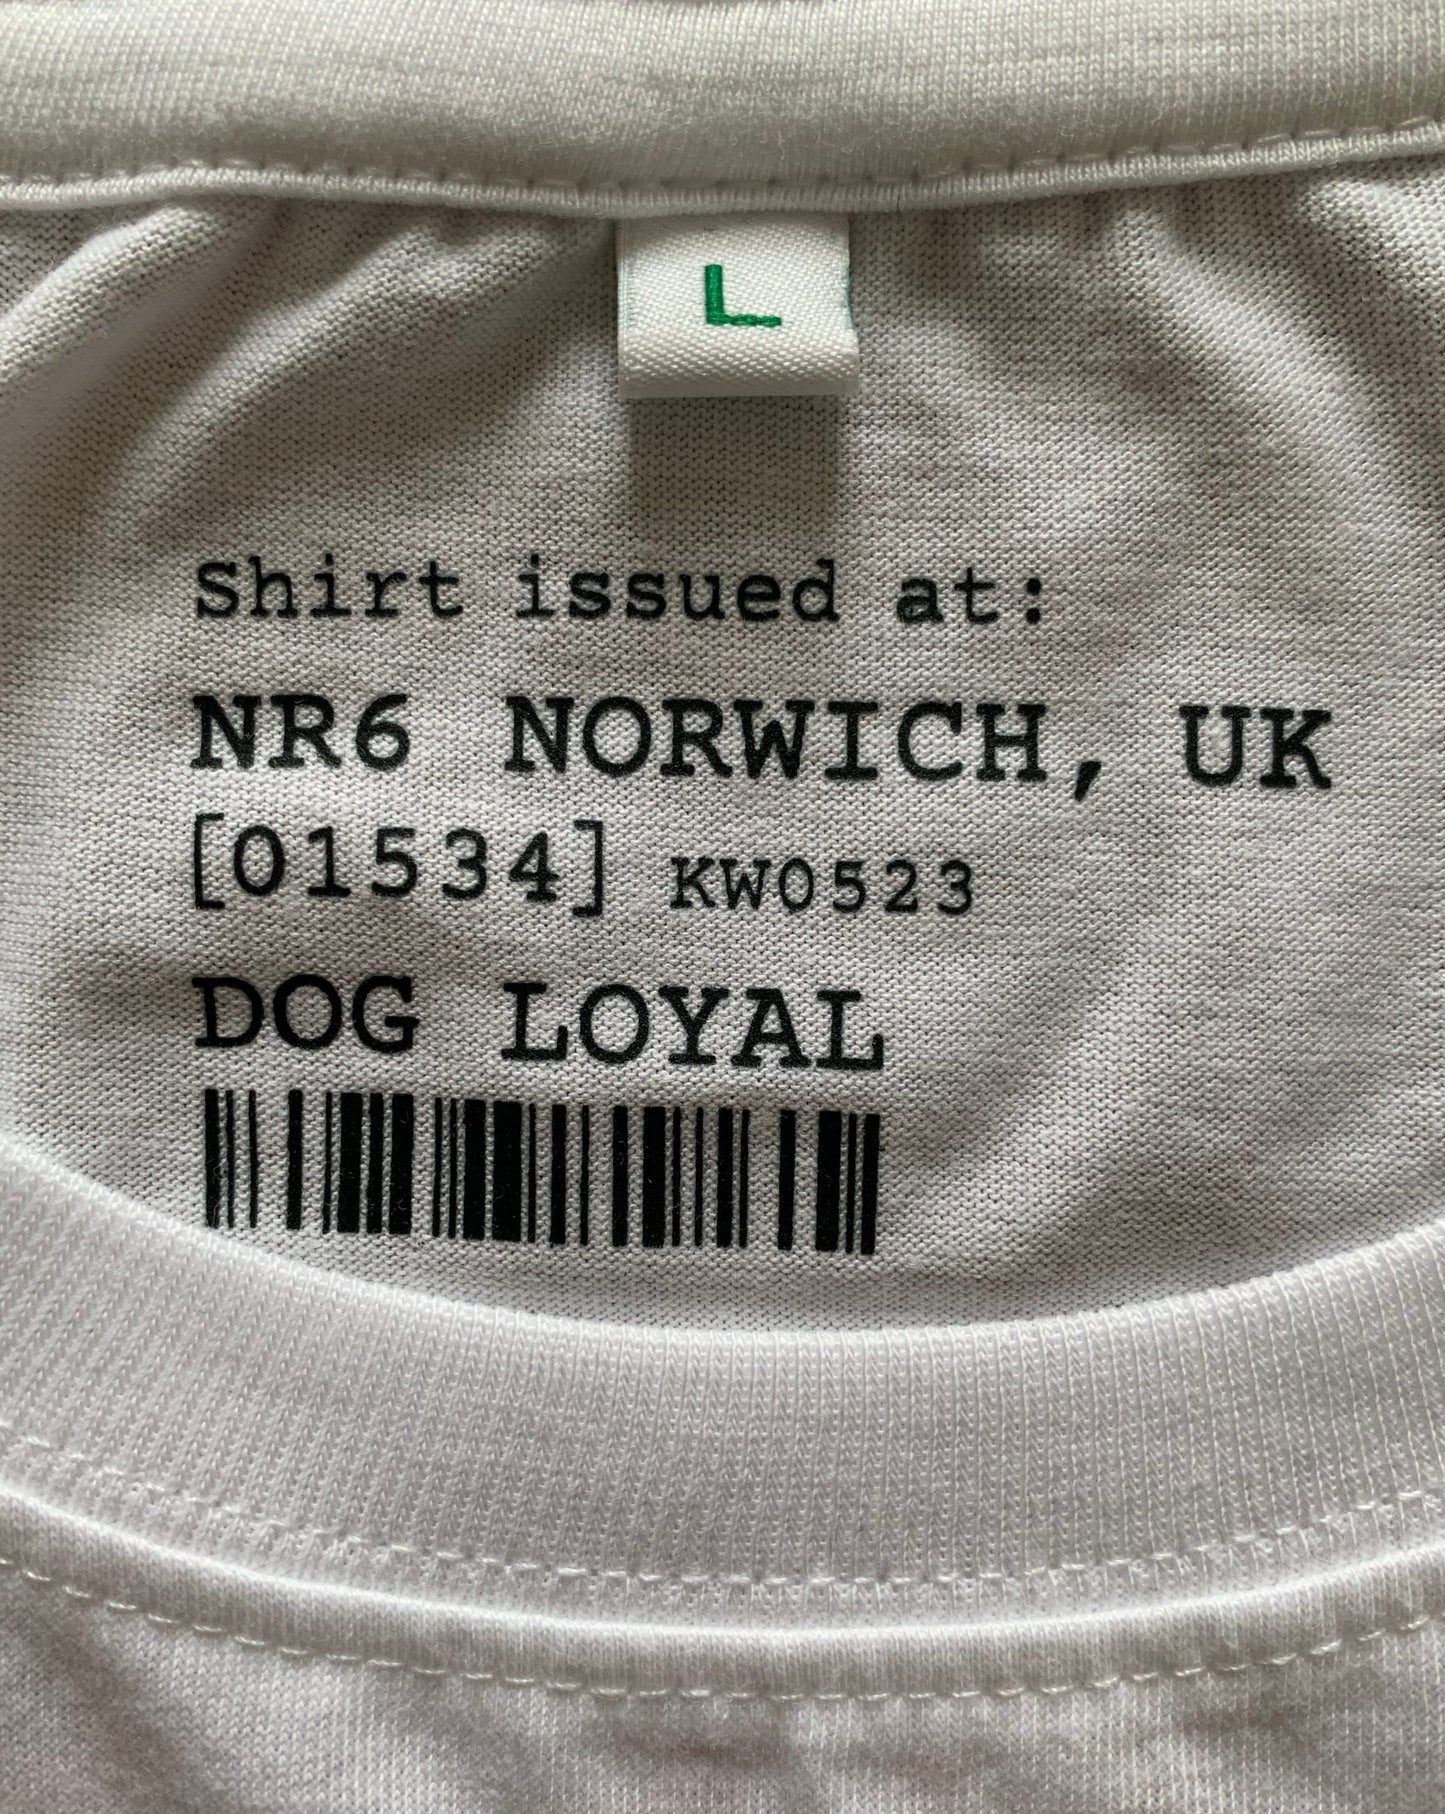 L
Shirt issued at:
NR6 NORWICH, UK
[01534] KW0523
DOG LOYAL